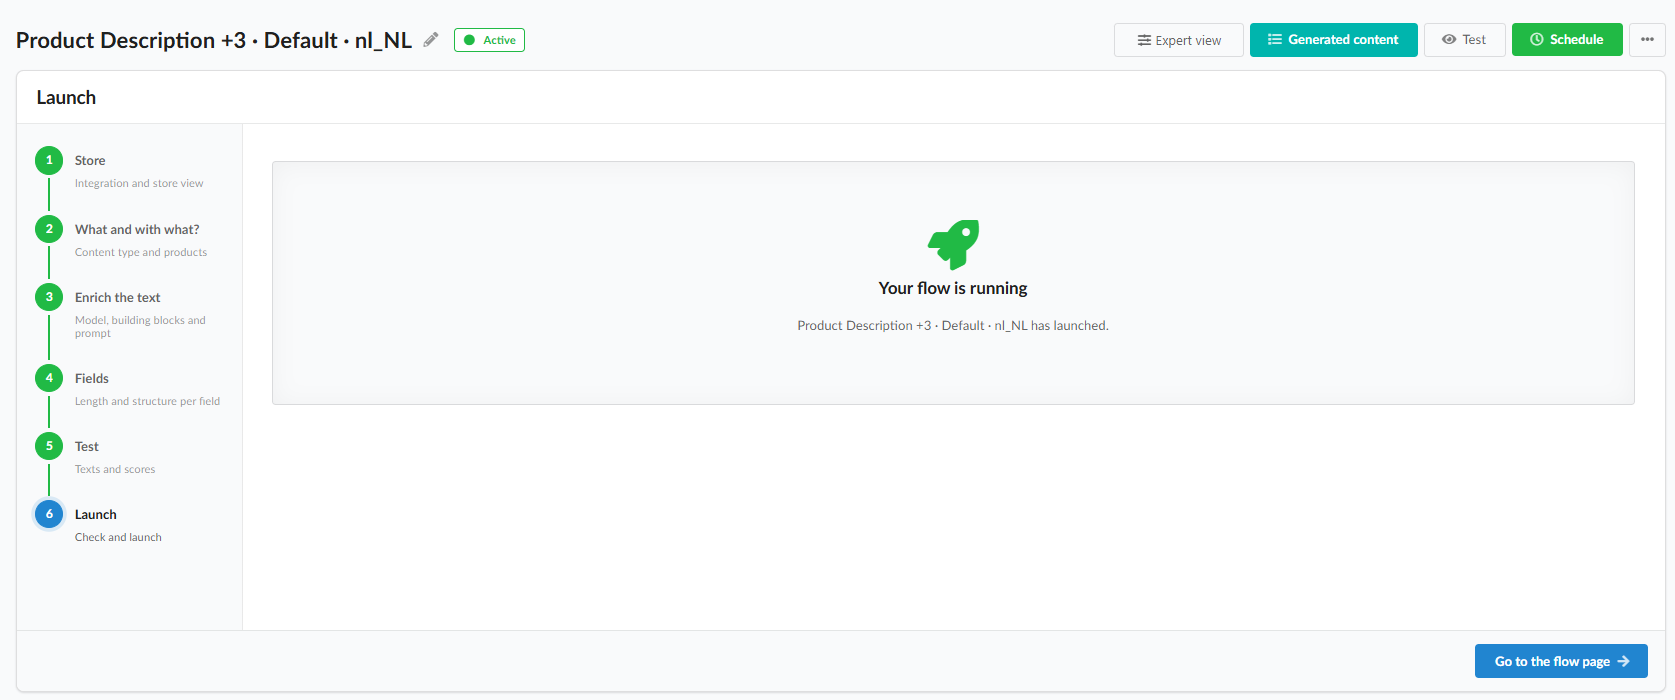 Product Description +3 · Default · nl_NL
Active
Expert view
Generated content
Test
Schedule
Launch
1
Store
Integration and store view
2
What and with what?
Content type and products
3
Enrich the text
Model, building blocks and
prompt
4
Fields
Length and structure per field
5
Test
Texts and scores
6
Launch
Check and launch
Your flow is running
Product Description +3 · Default · nl_NL has launched.
Go to the flow page